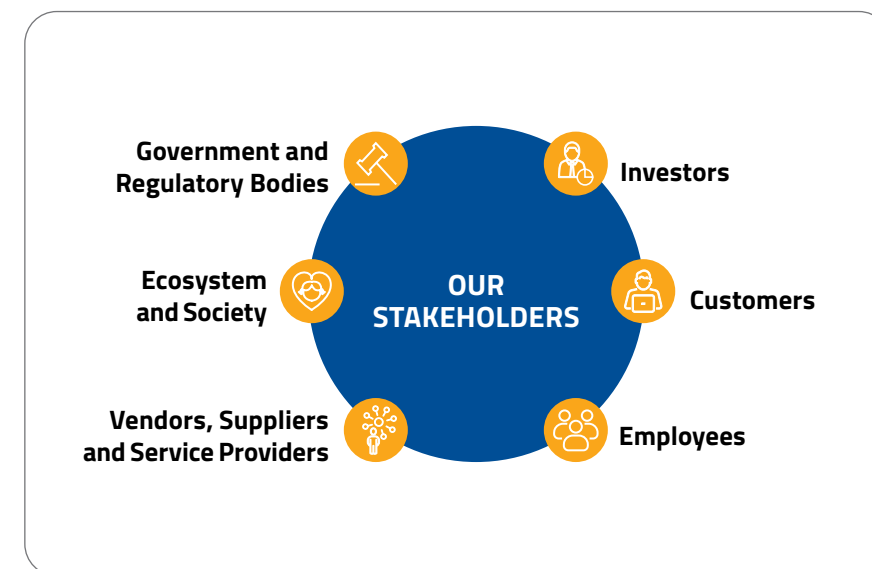 Government and
Regulatory Bodies
Investors
Ecosystem
and Society
OUR
STAKEHOLDERS
Customers
Vendors, Suppliers
and Service Providers
Employees